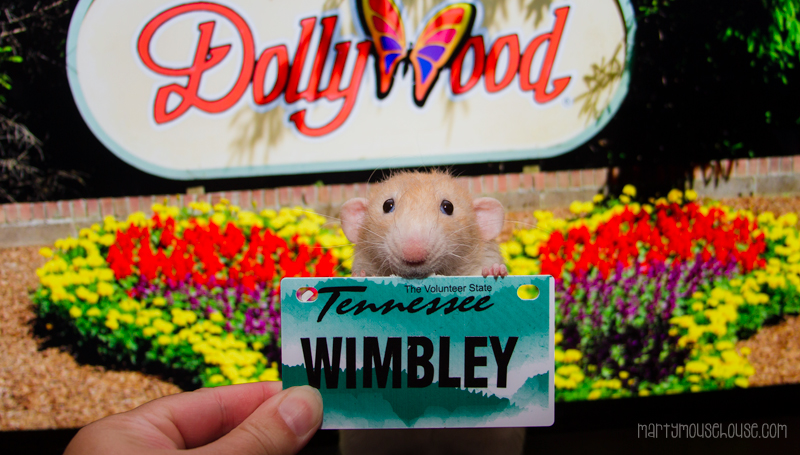 Dollywood
The Volunteer State
Tennessee
WIMBLEY
martymousehouse.com